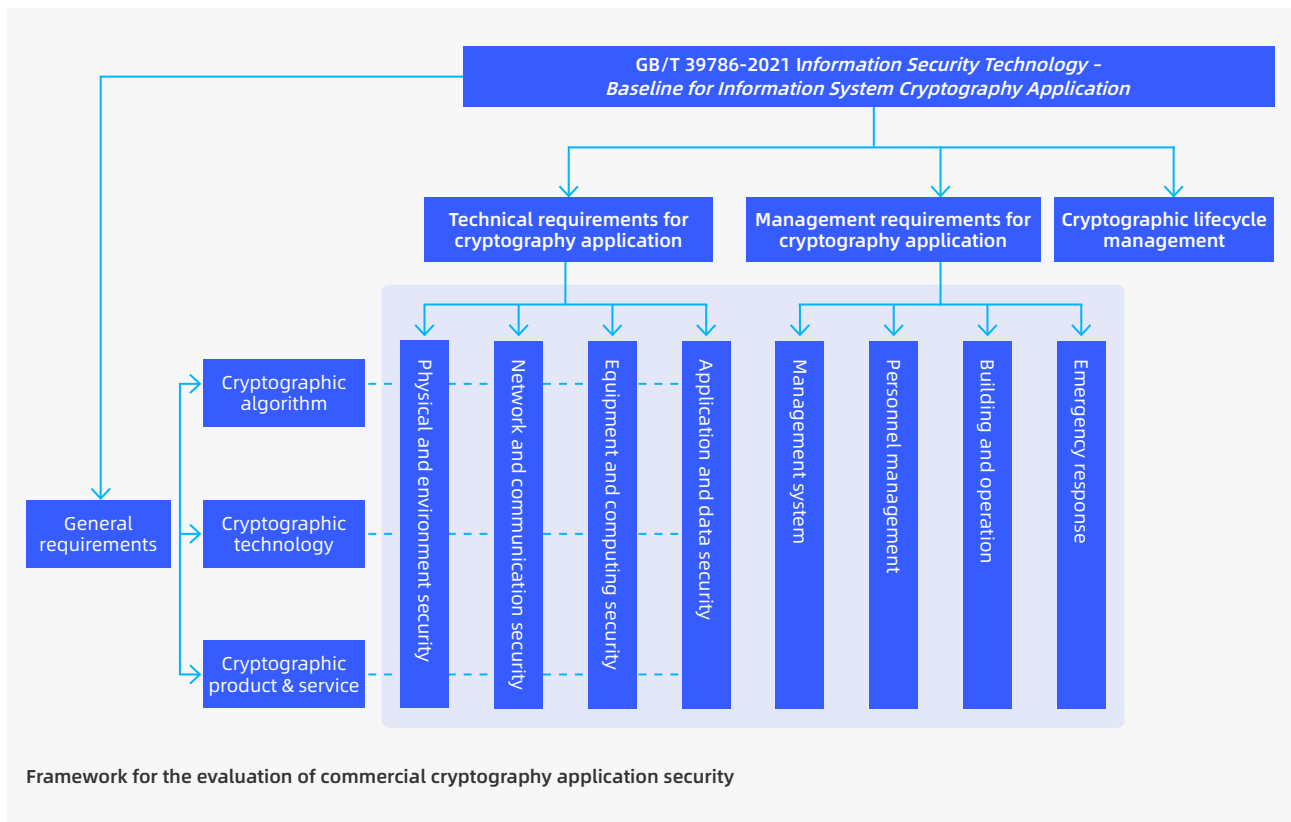 GB/T 39786-2021 Information Security Technology –
Baseline for Information System Cryptography Application
Technical requirements for
cryptography application
Management requirements for
cryptography application
Cryptographic lifecycle
management
General
requirements
Cryptographic
algorithm
Cryptographic
technology
Cryptographic
product & service
Physical and environment security
Network and communication security
Equipment and computing security
Application and data security
Management system
Personnel management
Building and operation
Emergency response
Framework for the evaluation of commercial cryptography application security